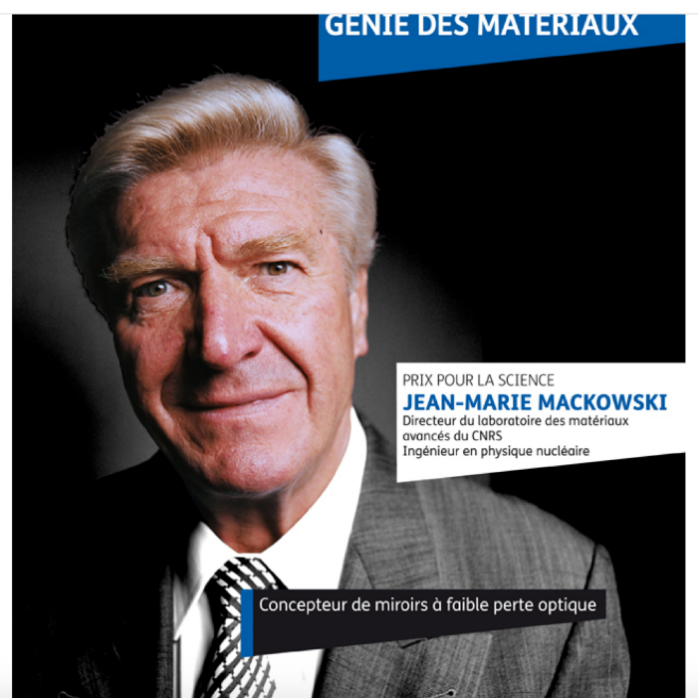 GENIE DES MATERIAUX
PRIX POUR LA SCIENCE
JEAN-MARIE MACKOWSKI
Directeur du laboratoire des matériaux
avancés du CNRS
Ingénieur en physique nucléaire
Concepteur de miroirs à faible perte optique